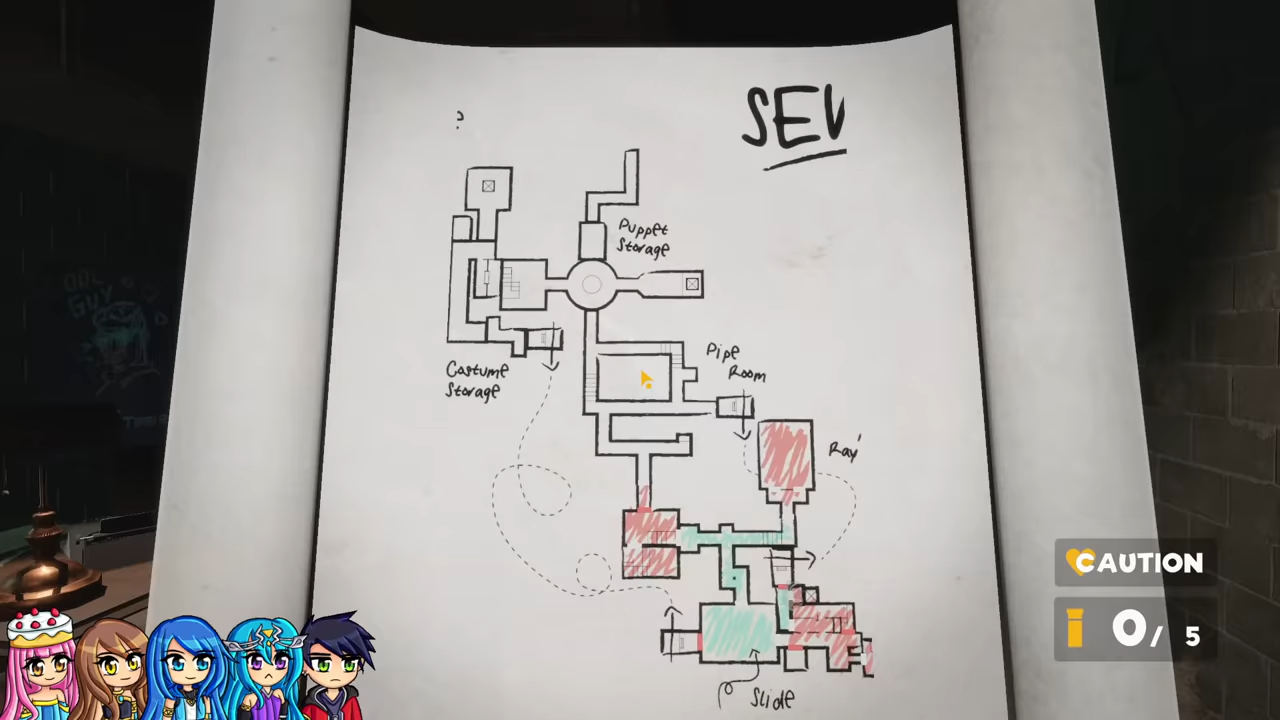 ?
SEV
Puppet
Storage
Pipe
Room
Costume
Storage
Ray'
Slide
CAUTION
0/ 5